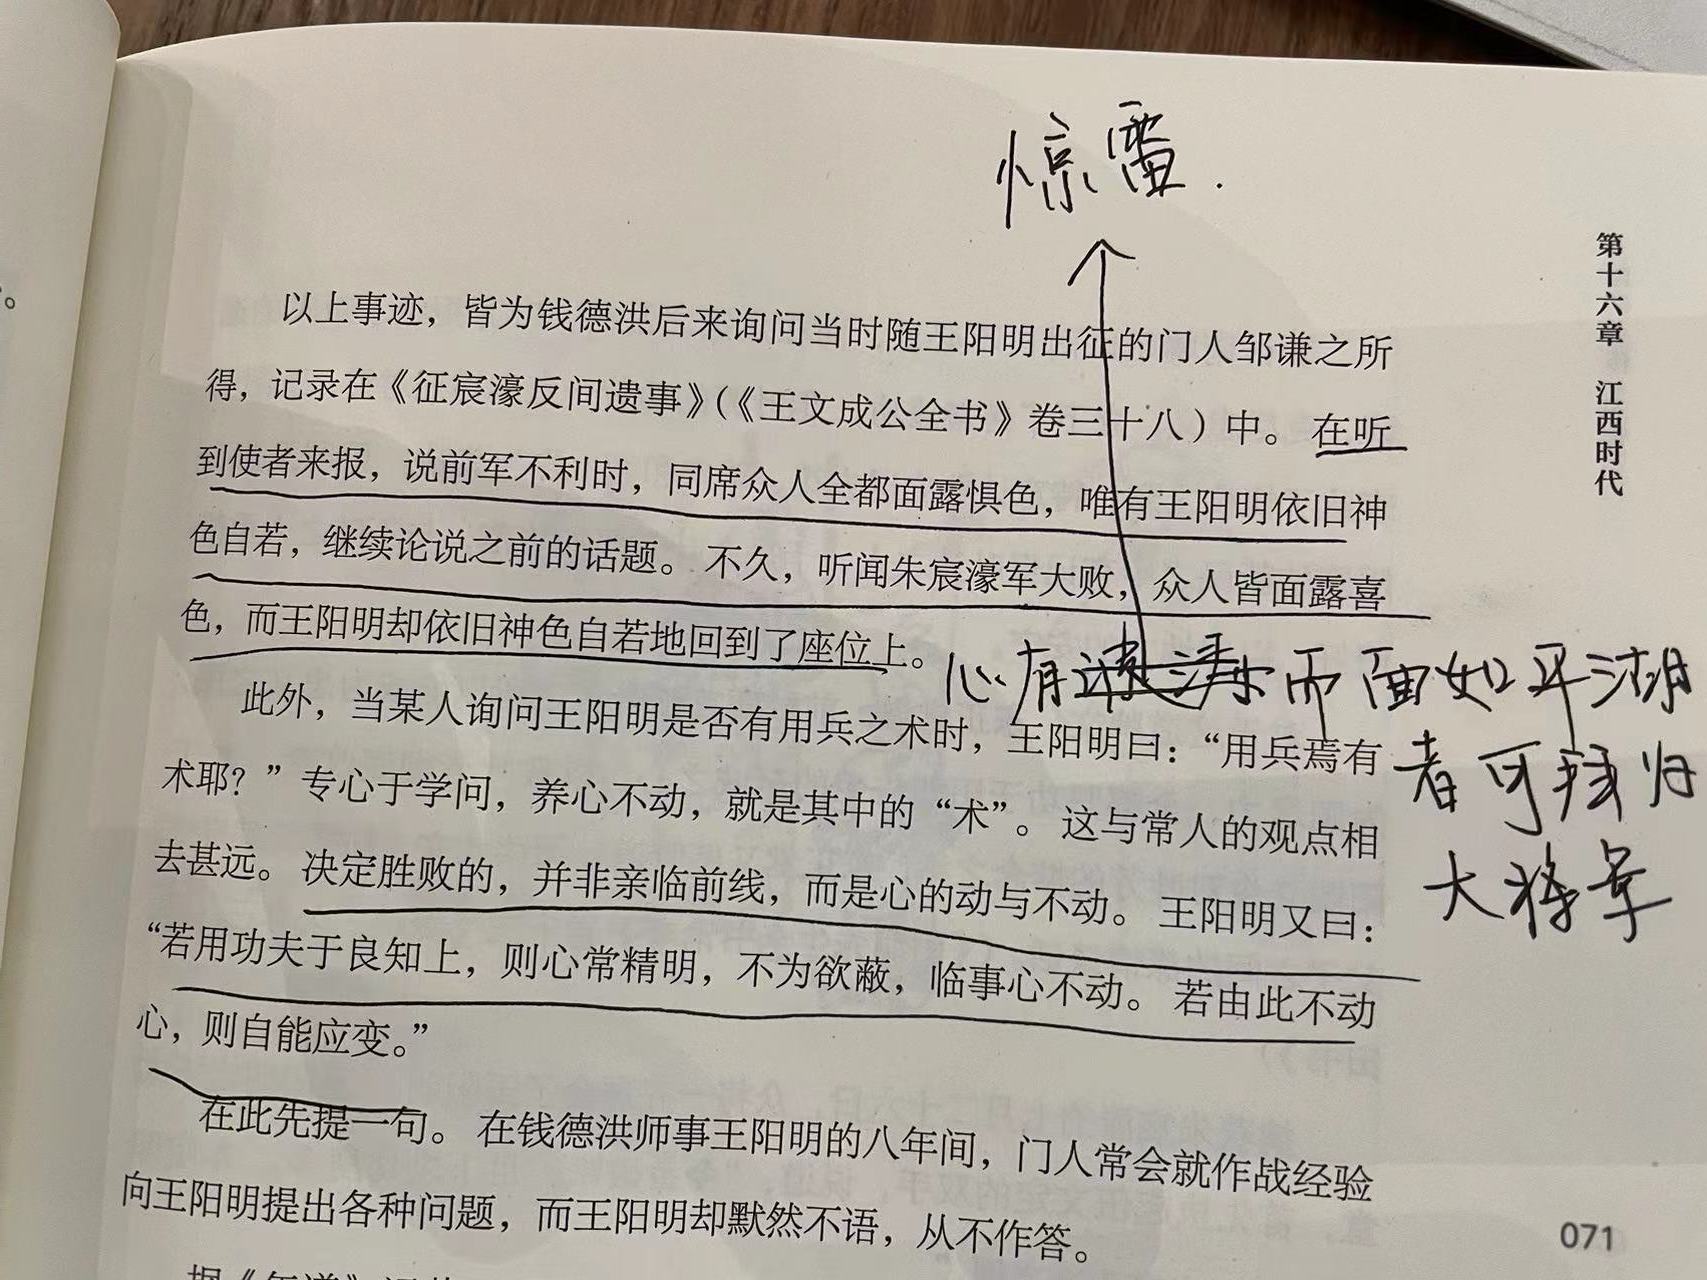 惊雷.
第十六章 江西时代
以上事迹，皆为钱德洪后来询问当时随王阳明出征的门人邹谦之所
得，记录在《征宸濠反间遗事》（《王文成公全书》卷三十八）中。在听
到使者来报，说前军不利时，同席众人全都面露惧色，唯有王阳明依旧神
色自若，继续论说之前的话题。不久，听闻朱宸濠军大败，众人皆面露喜
色，而王阳明却依旧神色自若地回到了座位上。
心有而面如平湖
者可拜
大将军
此外，当某人询问王阳明是否有用兵之术时，王阳明曰：“用兵焉有
术耶？”专心于学问，养心不动，就是其中的“术”。这与常人的观点相
去甚远。决定胜败的，并非亲临前线，而是心的动与不动。王阳明又曰：
“若用功夫于良知上，则心常精明，不为欲蔽，临事心不动。若由此不动
心，则自能应变。”
在此先提一句。在钱德洪师事王阳明的八年间，门人常会就作战经验
向王阳明提出各种问题，而王阳明却默然不语，从不作答。
071